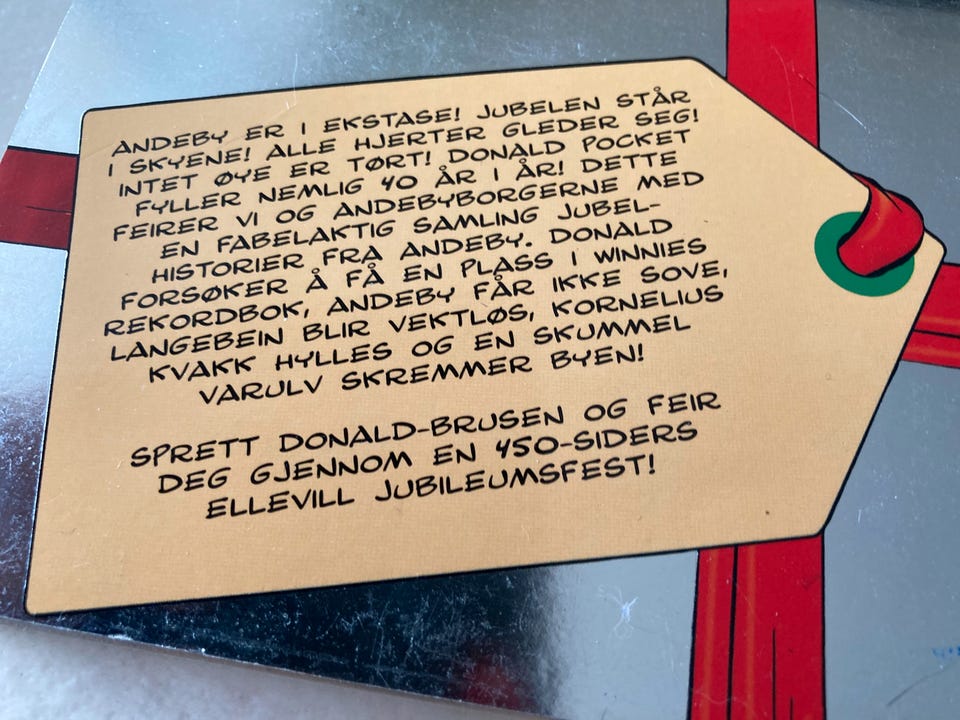 ANDEBY ER I EKSTASE! JUBELEN STÅR
I SKYENE! ALLE HJERTER GLEDER SEG!
INTET ØYE ER TØRT! DONALD POCKET
FYLLER NEMLIG 40 ÅR I ÅR! DETTE
FEIRER VI OG ANDEBYBORGERNE MED
EN FABELAKTIG SAMLING JUBEL-
HISTORIER FRA ANDEBY. DONALD
FORSØKER Å FÅ EN PLASS I WINNIES
REKORDBOK, ANDEBY FÅR IKKE SOVE,
LANGEBEIN BLIR VEKTLØS, KORNELIUS
KVAKK HYLLES OG EN SKUMMEL
VARULV SKREMMER BYEN!
SPRETT DONALD-BRUSEN OG FEIR
DEG GJENNOM EN 450-SIDERS
ELLEVILL JUBILEUMSFEST!